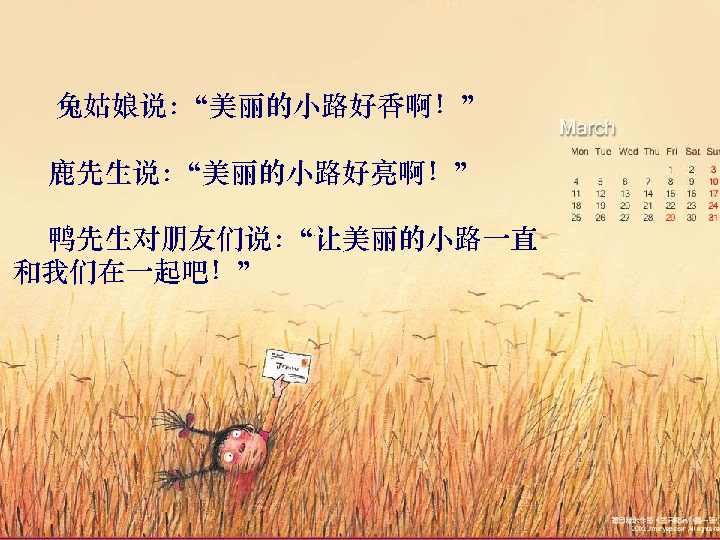 兔姑娘说：“美丽的小路好香啊！”
鹿先生说：“美丽的小路好亮啊！”
鸭先生对朋友们说：“让美丽的小路一直
和我们在一起吧！”
March
Mon Tue Wed Thu Fri Sat Sun
1 2 3
4 5 6 7 8 9 10
11 12 13 14 15 16 17
18 19 20 21 22 23 24
25 26 27 28 29 30 31